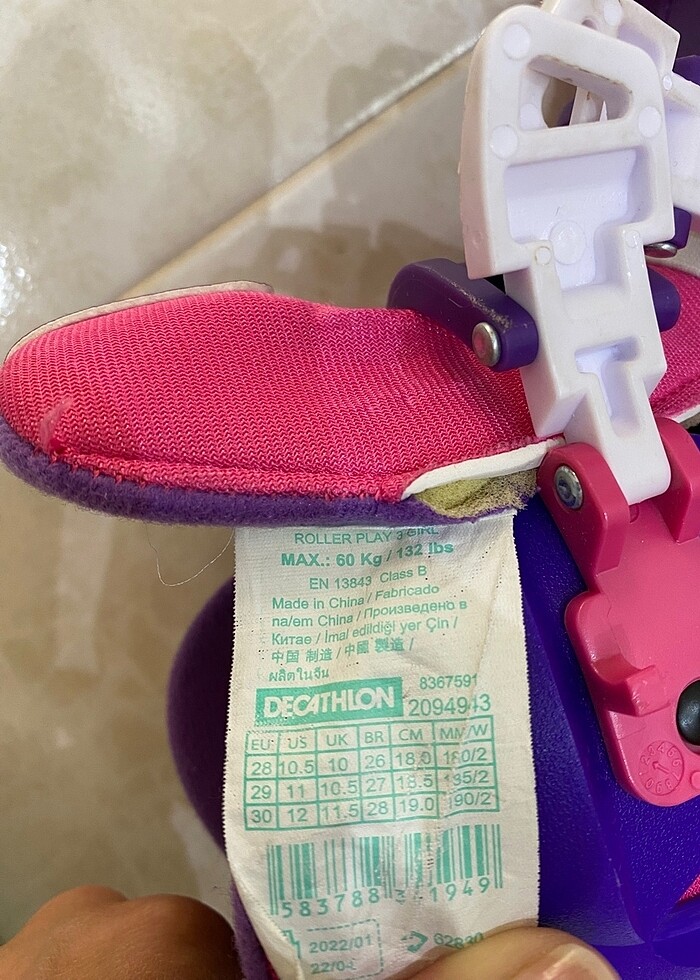 ROLLER PLAY 3 GIRL
MAX.: 60 Kg / 132 lbs
EN 13843 Class B
Made in China / Fabricado
na/em China / Произведено в
Китае / İmal edildiği yer Çin /
中国 制造 / 中國 製造 /
ผลิตในจีน
DECATHLON 8367591
2094943
EU US UK BR CM MM/W
28 10.5 10 26 18.0 180/2
29 11 10.5 27 18.5 185/2
30 12 11.5 28 19.0 190/2
583788 1949
2022/01
22/0